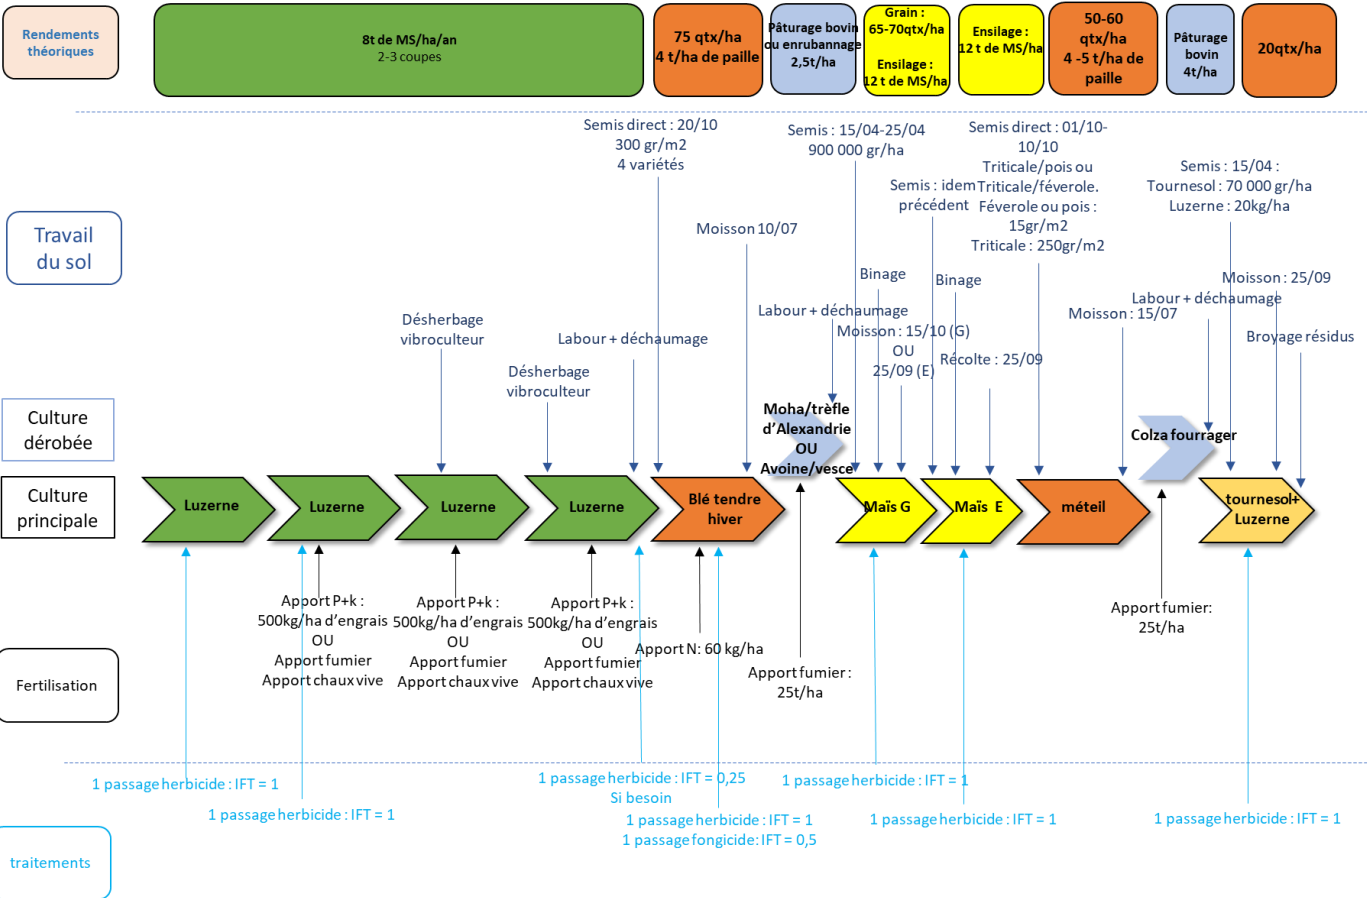 Rendements
théoriques
8t de MS/ha/an
2-3 coupes
75 qtx/ha
4 t/ha de paille
Pâturage bovin
ou enrubannage
2,5t/ha
Grain :
65-70qtx/ha
Ensilage :
12 t de MS/ha
Ensilage :
12 t de MS/ha
50-60
qtx/ha
4 -5 t/ha de
paille
Pâturage
bovin
4t/ha
20qtx/ha
Travail
du sol
Désherbage
vibroculteur
Désherbage
vibroculteur
Labour + déchaumage
Semis direct : 20/10
300 gr/m2
4 variétés
Moisson 10/07
Labour + déchaumage
Semis : 15/04-25/04
900 000 gr/ha
Binage
Moisson : 15/10 (G)
OU
25/09 (E)
Semis : idem
précédent
Binage
Récolte : 25/09
Semis direct : 01/10-
10/10
Triticale/pois ou
Triticale/féverole.
Féverole ou pois :
15gr/m2
Triticale : 250gr/m2
Moisson : 15/07
Labour + déchaumage
Semis : 15/04 :
Tournesol : 70 000 gr/ha
Luzerne : 20kg/ha
Moisson : 25/09
Broyage résidus
Culture
dérobée
Moha/trèfle
d'Alexandrie
OU
Avoine/vesce
Colza fourrager
Culture
principale
Luzerne
Luzerne
Luzerne
Luzerne
Blé tendre
hiver
Maïs G
Maïs E
méteil
tournesol+
Luzerne
Fertilisation
Apport P+k :
500kg/ha d'engrais
OU
Apport fumier
Apport chaux vive
Apport P+k :
500kg/ha d'engrais
OU
Apport fumier
Apport chaux vive
Apport P+k :
500kg/ha d'engrais
OU
Apport fumier
Apport chaux vive
Apport N: 60 kg/ha
Apport fumier :
25t/ha
Apport fumier:
25t/ha
traitements
1 passage herbicide : IFT = 1
1 passage herbicide : IFT = 1
1 passage herbicide : IFT = 0,25
Si besoin
1 passage herbicide : IFT = 1
1 passage fongicide: IFT = 0,5
1 passage herbicide : IFT = 1
1 passage herbicide : IFT = 1
1 passage herbicide : IFT = 1